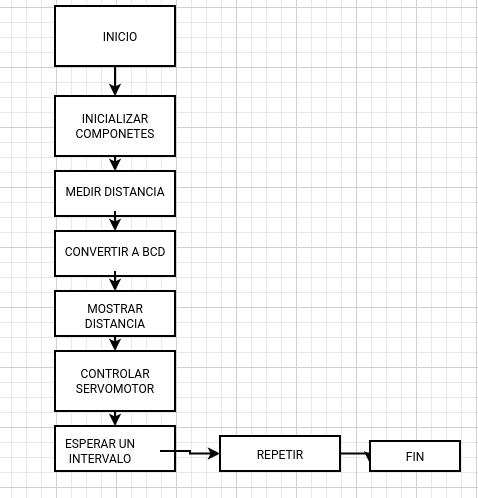 INICIO
INICIALIZAR
COMPONETES
MEDIR DISTANCIA
CONVERTIR A BCD
MOSTRAR
DISTANCIA
CONTROLAR
SERVOMOTOR
ESPERAR UN
INTERVALO
REPETIR
FIN